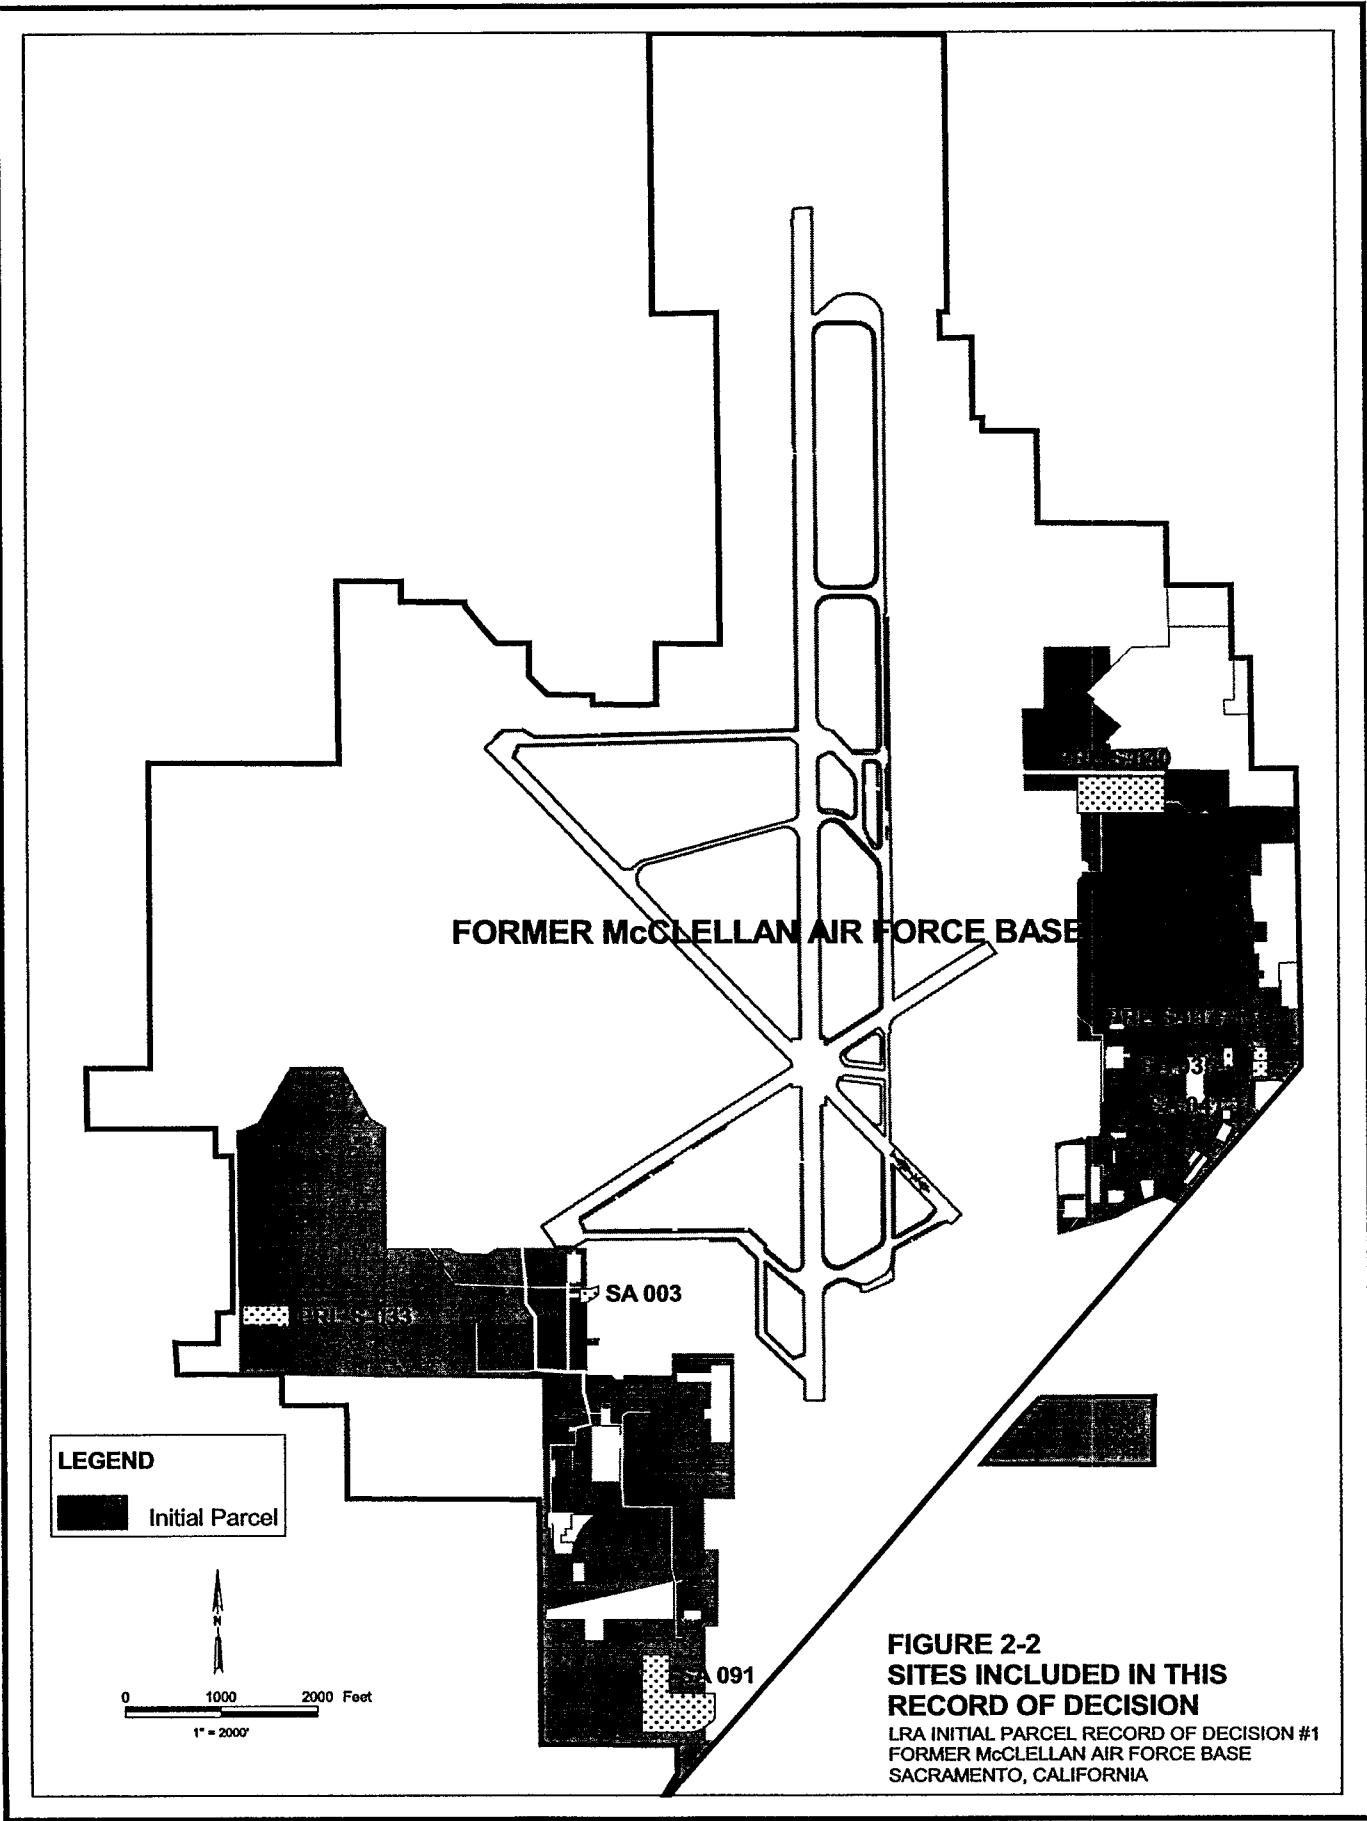 FORMER McCLELLAN AIR FORCE BASE
SA 003
PRL S-033
LEGEND
Initial Parcel
N
0 1000 2000 Feet
1" = 2000'
SA 091
FIGURE 2-2
SITES INCLUDED IN THIS
RECORD OF DECISION
LRA INITIAL PARCEL RECORD OF DECISION #1
FORMER McCLELLAN AIR FORCE BASE
SACRAMENTO, CALIFORNIA